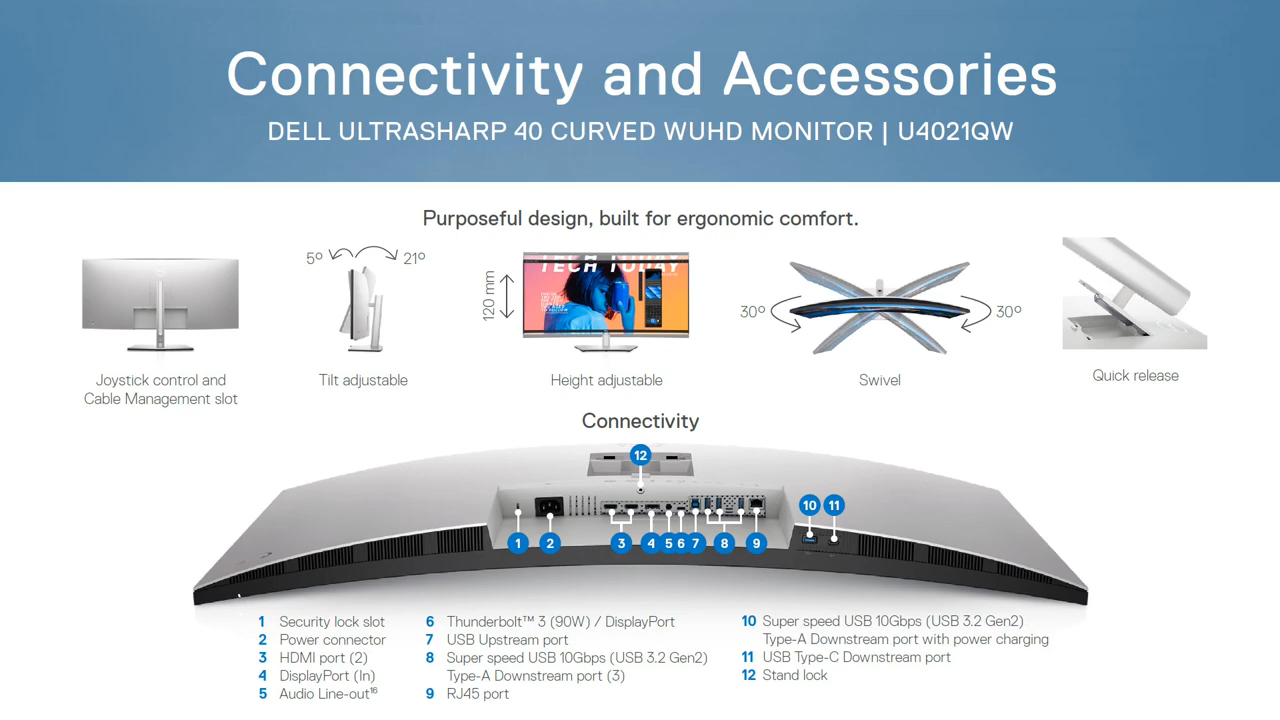 Connectivity and Accessories
DELL ULTRASHARP 40 CURVED WUHD MONITOR | U4021QW
Purposeful design, built for ergonomic comfort.
5° 21°
120 mm
TECH TODAY
30° 30°
Joystick control and
Cable Management slot
Tilt adjustable
Height adjustable
Swivel
Quick release
Connectivity
12
10 11
1 2 3 4 5 6 7 8 9
1 Security lock slot
2 Power connector
3 HDMI port (2)
4 DisplayPort (In)
5 Audio Line-out16
6 Thunderbolt™ 3 (90W) / DisplayPort
7 USB Upstream port
8 Super speed USB 10Gbps (USB 3.2 Gen2)
Type-A Downstream port (3)
9 RJ45 port
10 Super speed USB 10Gbps (USB 3.2 Gen2)
Type-A Downstream port with power charging
11 USB Type-C Downstream port
12 Stand lock